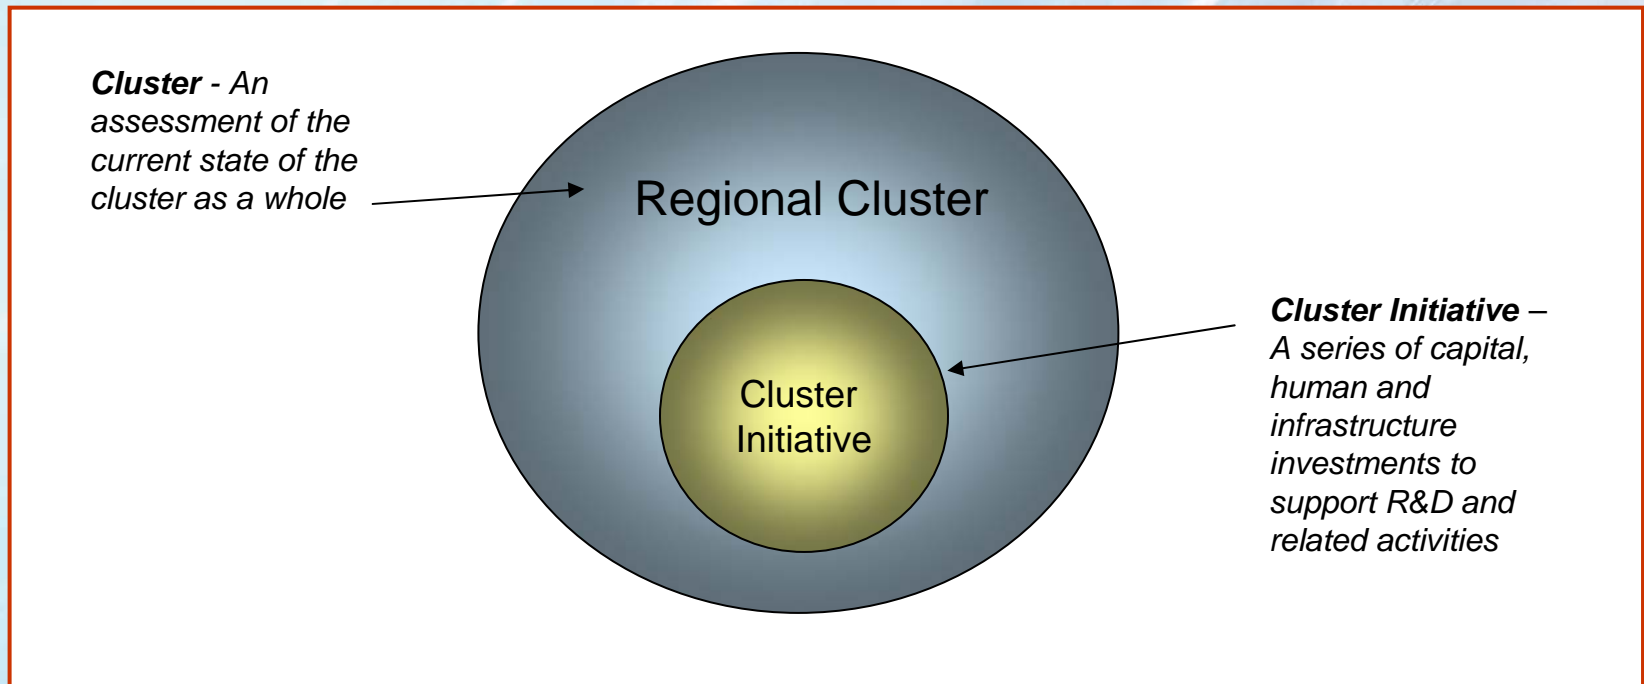 Cluster - An
assessment of the
current state of the
cluster as a whole
Regional Cluster
Cluster
Initiative
Cluster Initiative –
A series of capital,
human and
infrastructure
investments to
support R&D and
related activities